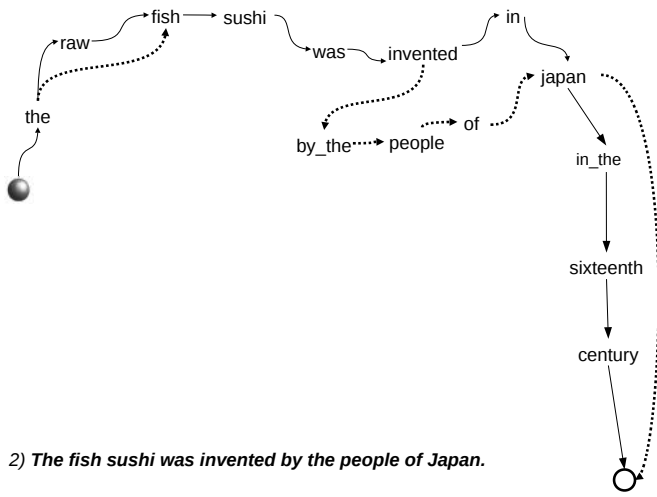 the
raw
fish
sushi
was
invented
in
japan
by_the
people
of
in_the
sixteenth
century
2) The fish sushi was invented by the people of Japan.